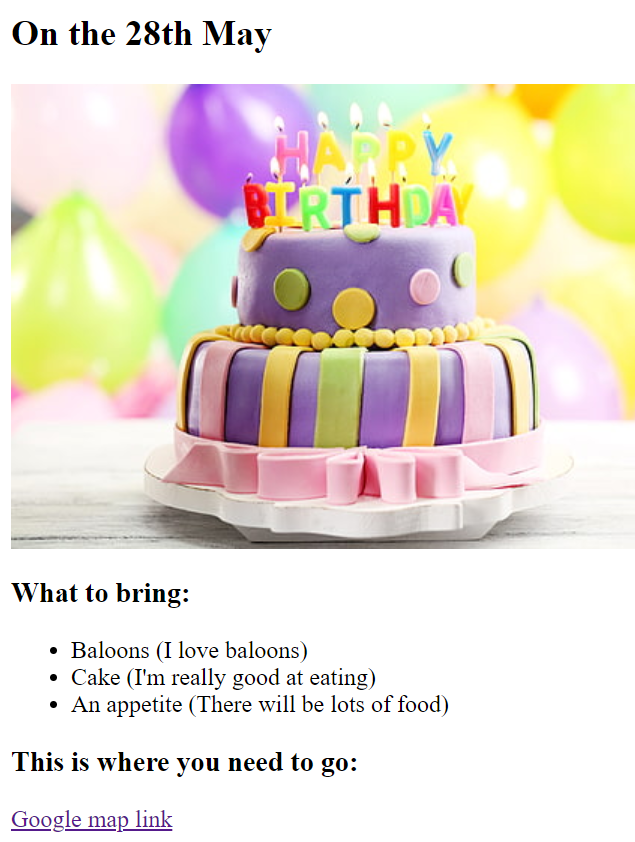 On the 28th May
HAPPY
BIRTHDAY
What to bring:
Baloons (I love baloons)
Cake (I'm really good at eating)
An appetite (There will be lots of food)
This is where you need to go:
Google map link